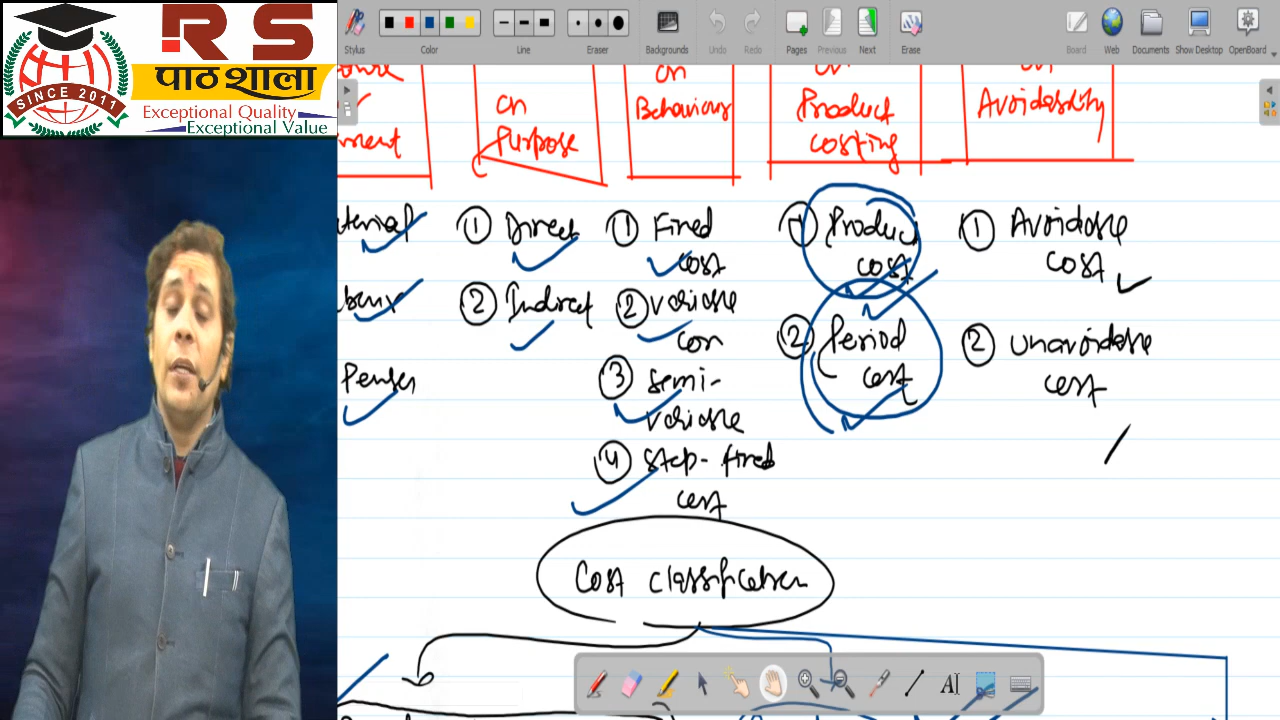 RS
पाठशाला
SINCE 2011
Exceptional Quality
Exceptional Value
Stylus
Color
Line
Eraser
Backgrounds
Undo
Redo
Pages
Previous
Next
Erase
Board
Web
Documents
Show Desktop
OpenBoard
on
Purpose
on
Behaviour
Product
costing
Avoidability
① Direct
② Indirect
① Fixed
cost
② Variable
③ Semi-
variable
④ Step-fixed
cost
① Product
cost
② Period
cost
① Avoidable
cost
② unavoidable
cost
Cost classification